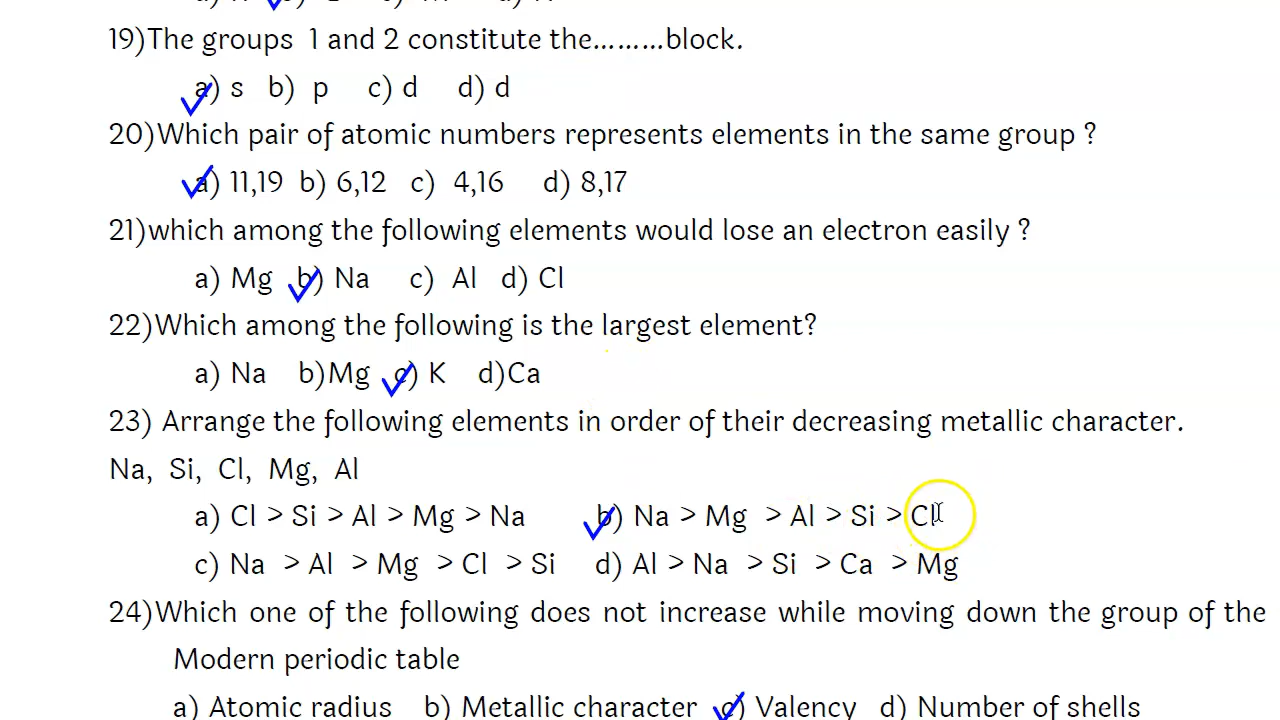 19)The groups 1 and 2 constitute the.........block.
a) s b) p c) d d) d
20)Which pair of atomic numbers represents elements in the same group ?
a) 11,19 b) 6,12 c) 4,16 d) 8,17
21)which among the following elements would lose an electron easily ?
a) Mg b) Na c) Al d) Cl
22)Which among the following is the largest element?
a) Na b)Mg c) K d)Ca
23) Arrange the following elements in order of their decreasing metallic character.
Na, Si, Cl, Mg, Al
a) Cl > Si > Al > Mg > Na b) Na > Mg > Al > Si > Cl
c) Na > Al > Mg > Cl > Si d) Al > Na > Si > Ca > Mg
24)Which one of the following does not increase while moving down the group of the
Modern periodic table
a) Atomic radius b) Metallic character c) Valency d) Number of shells